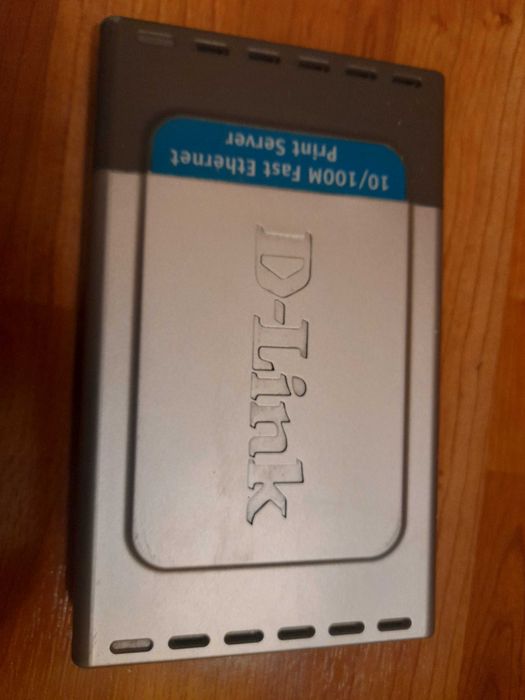 10/100M Fast Ethernet
Print Server
D-Link